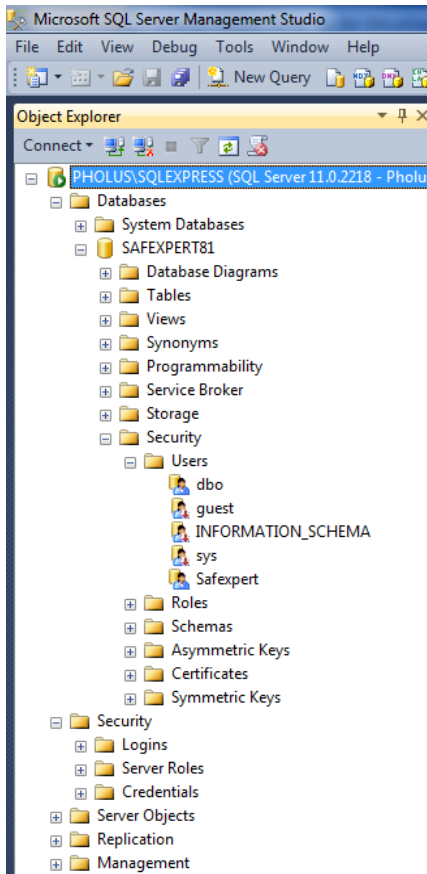 Microsoft SQL Server Management Studio
File Edit View Debug Tools Window Help
New Query
Object Explorer
Connect
PHOLUS\SQLEXPRESS (SQL Server 11.0.2218 - Pholu
Databases
System Databases
SAFEXPERT81
Database Diagrams
Tables
Views
Synonyms
Programmability
Service Broker
Storage
Security
Users
dbo
guest
INFORMATION_SCHEMA
sys
Safexpert
Roles
Schemas
Asymmetric Keys
Certificates
Symmetric Keys
Security
Logins
Server Roles
Credentials
Server Objects
Replication
Management